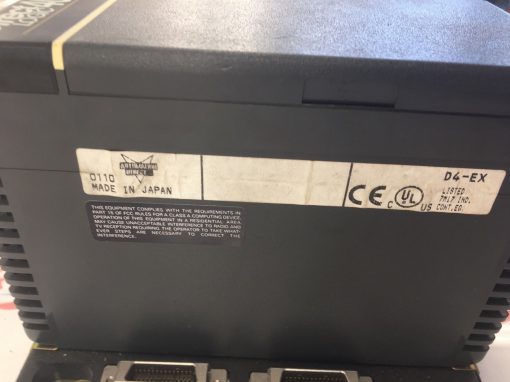 AUTOMATION
DIRECT
0110
MADE IN JAPAN
D4-EX
CE
C UL US
LISTED
7M17 IND.
CONT.EQ.
THIS EQUIPMENT COMPLIES WITH THE REQUIREMENTS IN
PART 15 OF FCC RULES FOR A CLASS A COMPUTING DEVICE.
OPERATION OF THIS EQUIPMENT IN A RESIDENTIAL AREA
MAY CAUSE UNACCEPTABLE INTERFERENCE TO RADIO AND
TV RECEPTION REQUIRING THE OPERATOR TO TAKE WHAT-
EVER STEPS ARE NECESSARY TO CORRECT THE
INTERFERENCE.